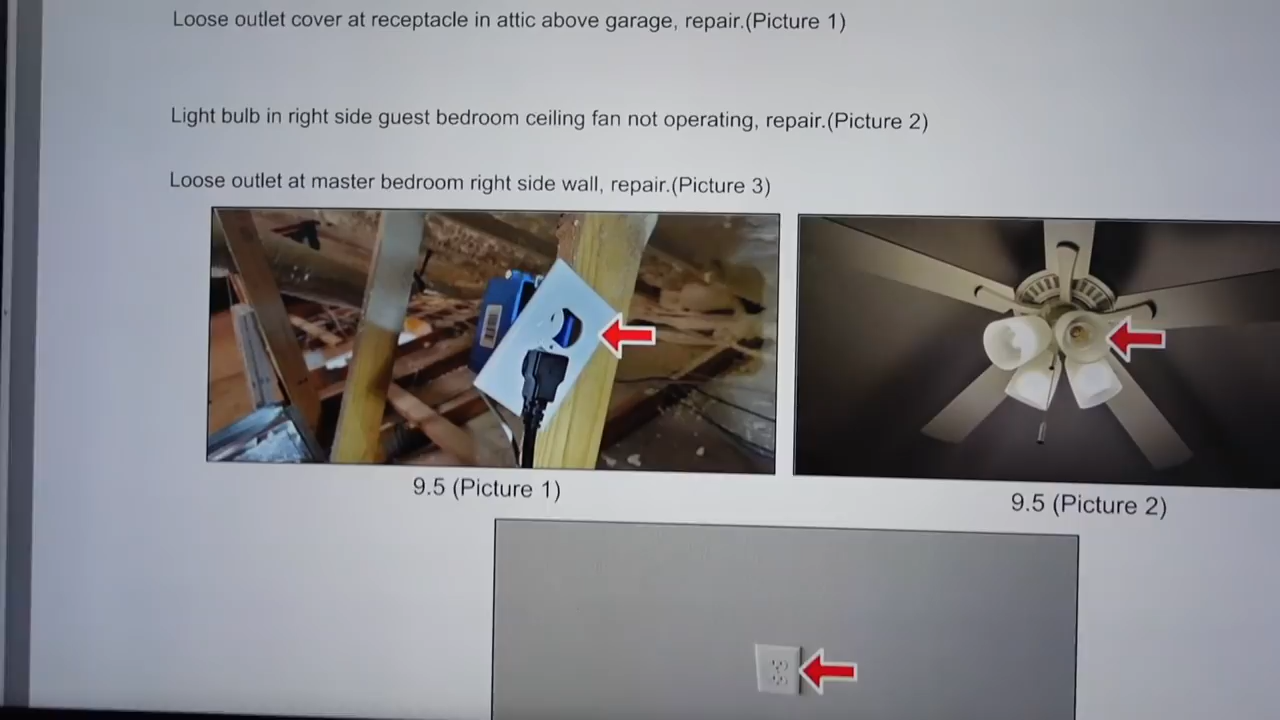 Loose outlet cover at receptacle in attic above garage, repair.(Picture 1)
Light bulb in right side guest bedroom ceiling fan not operating, repair.(Picture 2)
Loose outlet at master bedroom right side wall, repair.(Picture 3)
9.5 (Picture 1)
9.5 (Picture 2)